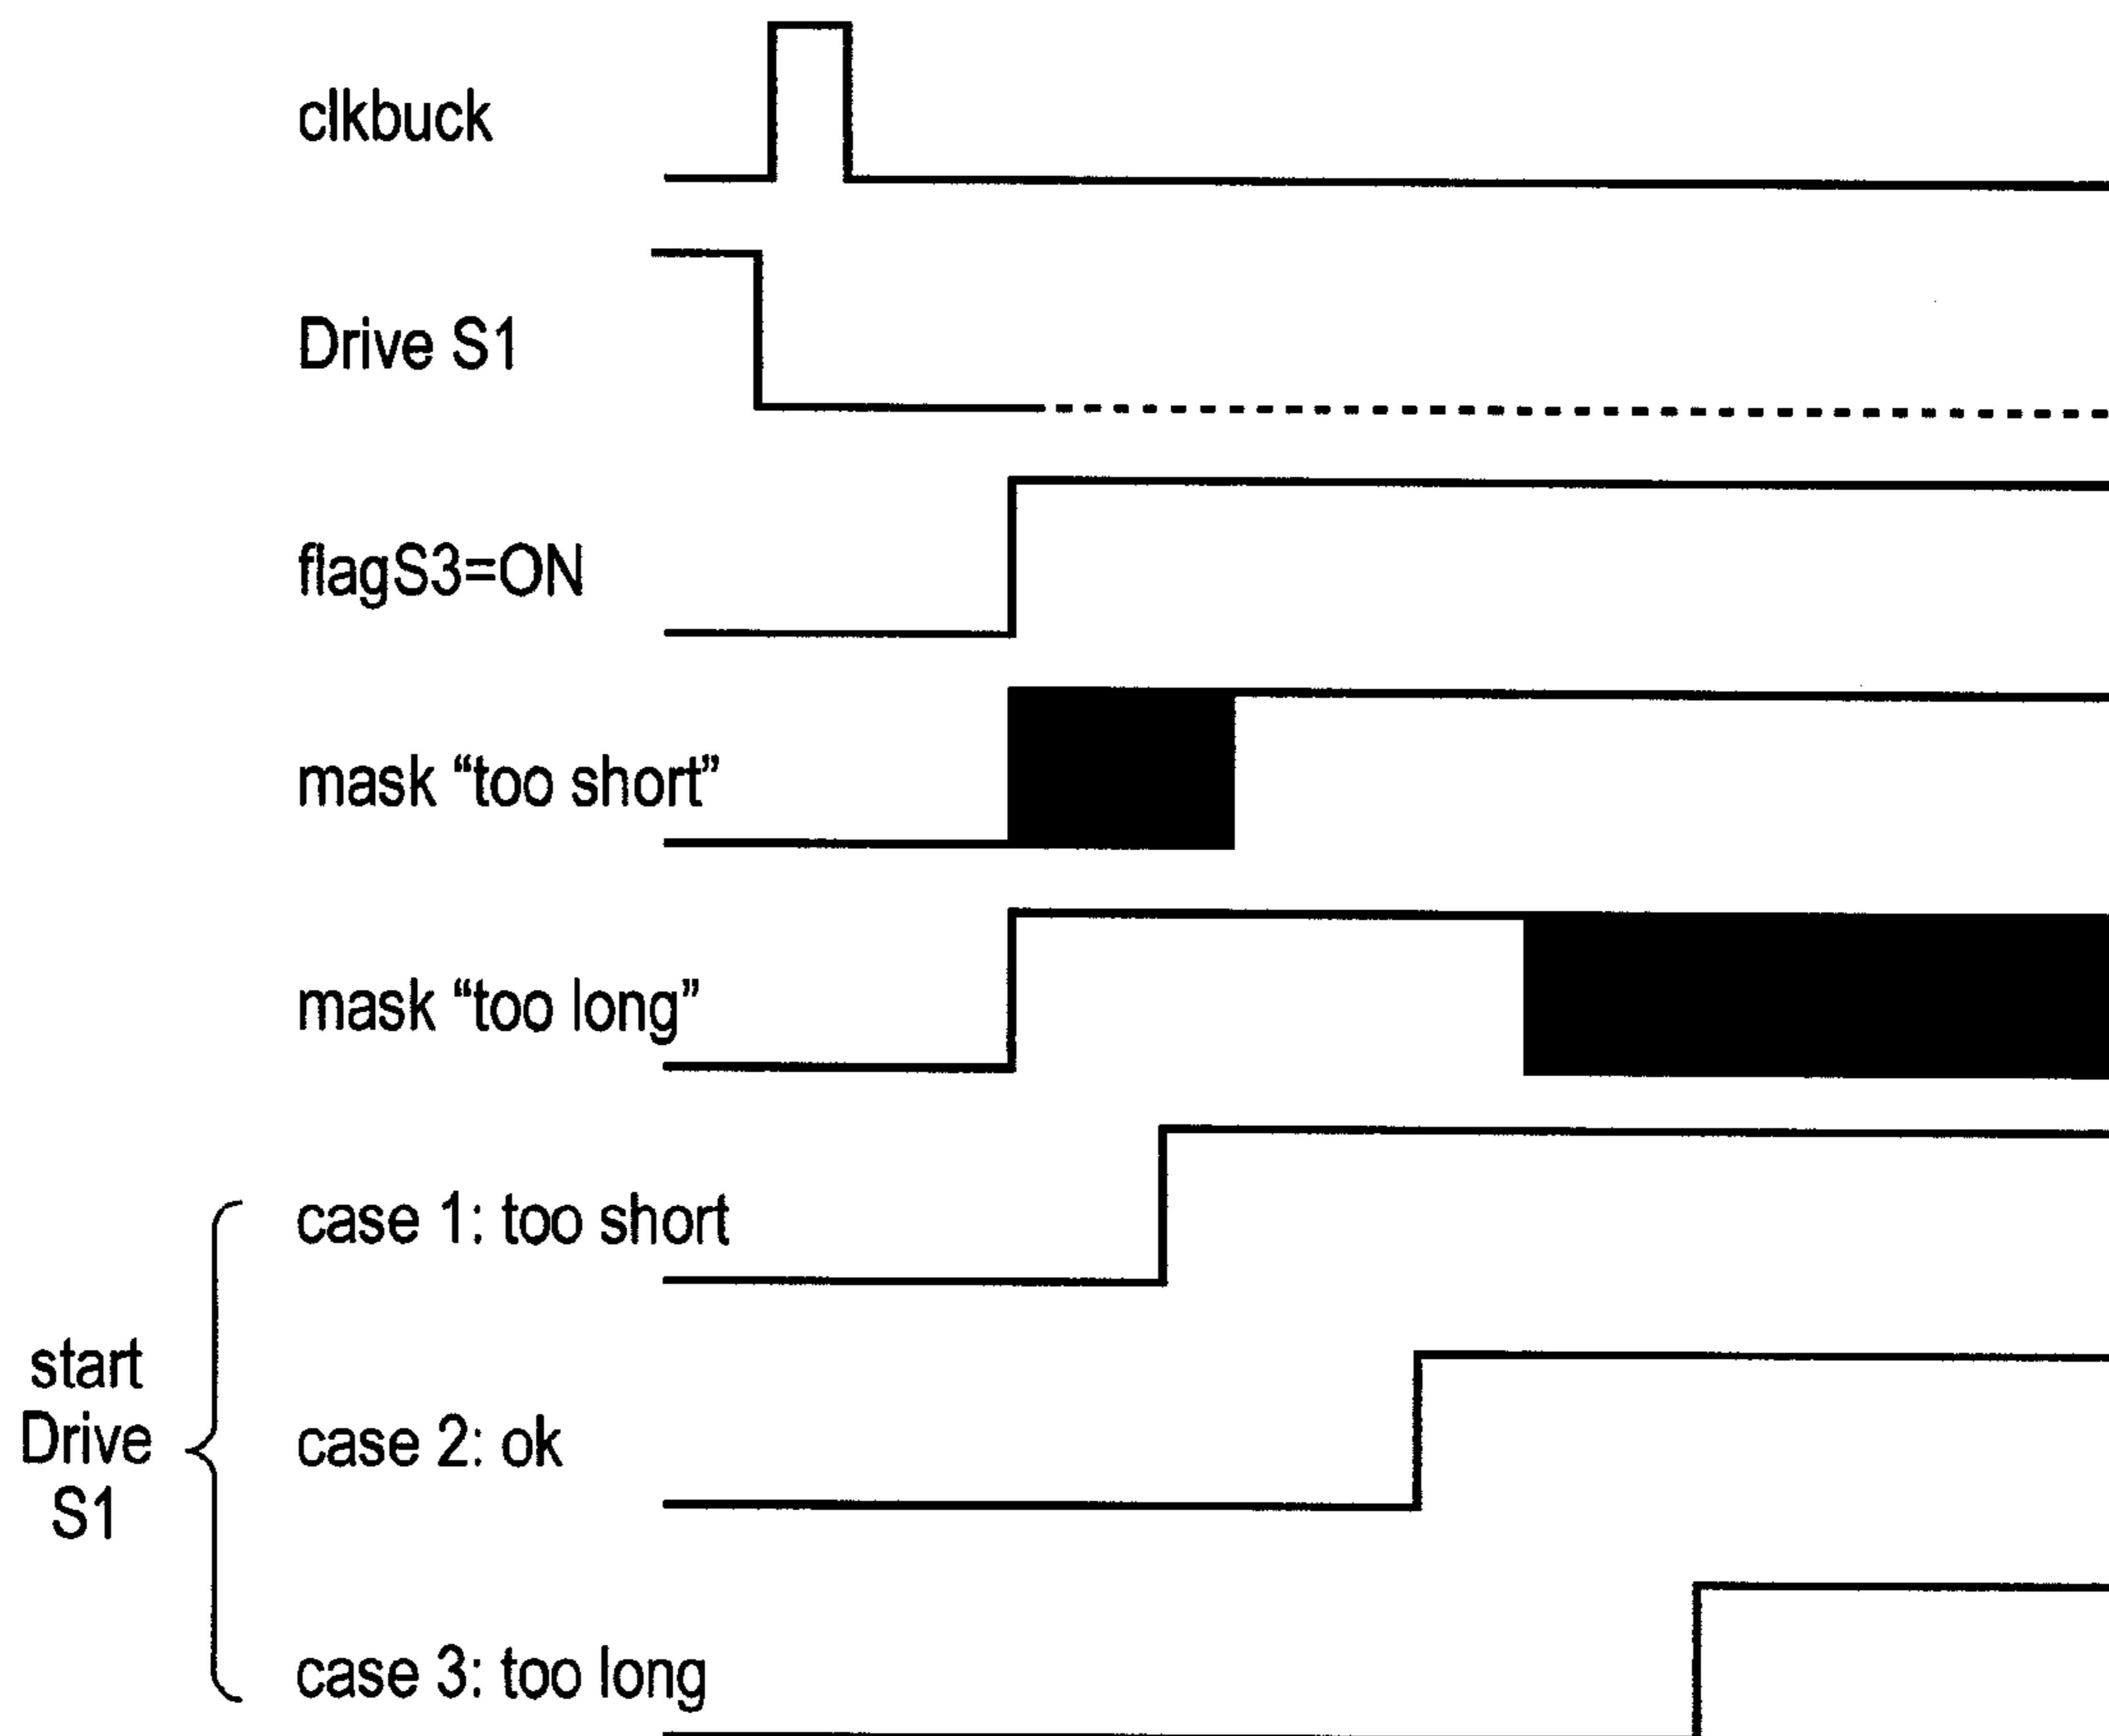 clkbuck
Drive S1
flagS3=ON
mask “too short”
mask “too long”
case 1: too short
start
Drive
S1
case 2: ok
case 3: too long